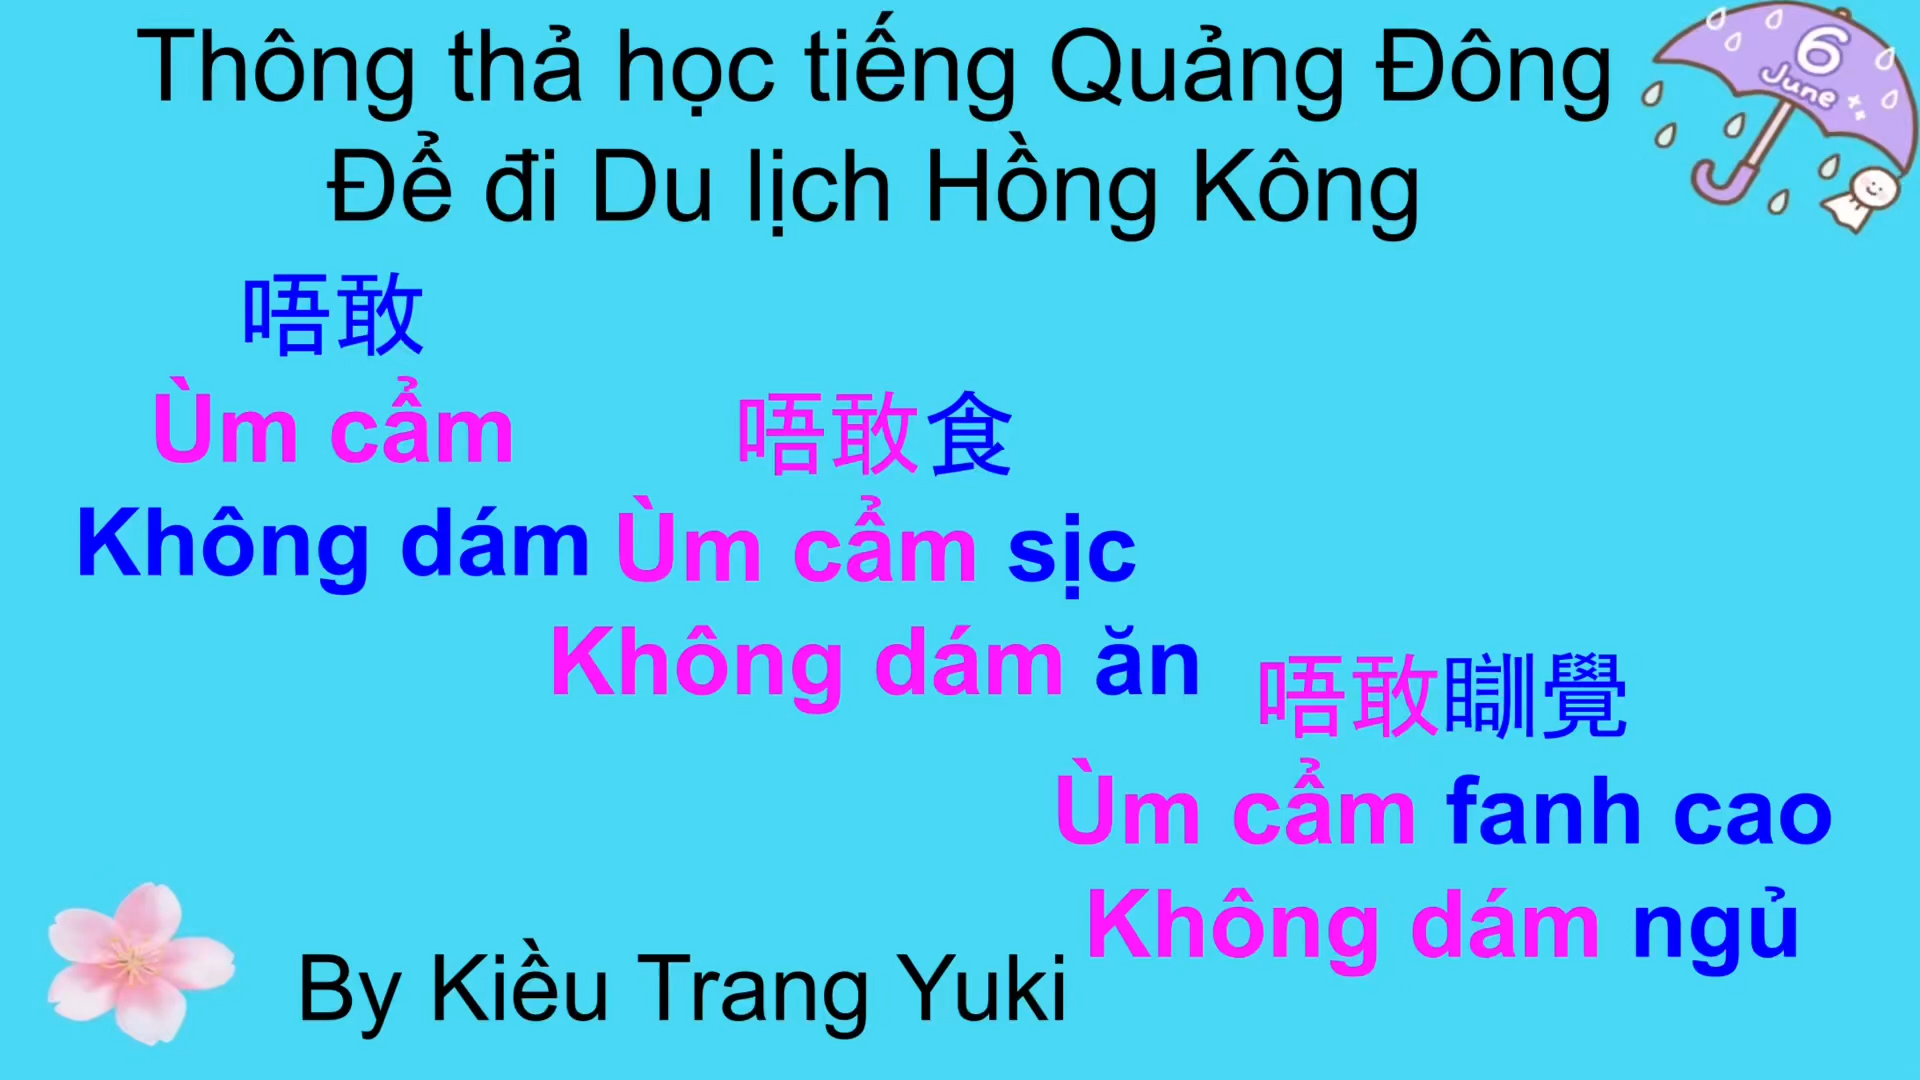 Thông thả học tiếng Quảng Đông
Để đi Du lịch Hồng Kông
6
June
唔敢
Ùm cẩm
Không dám
唔敢食
Ùm cẩm sịc
Không dám ăn
唔敢瞓覺
Ùm cẩm fanh cao
Không dám ngủ
By Kiều Trang Yuki